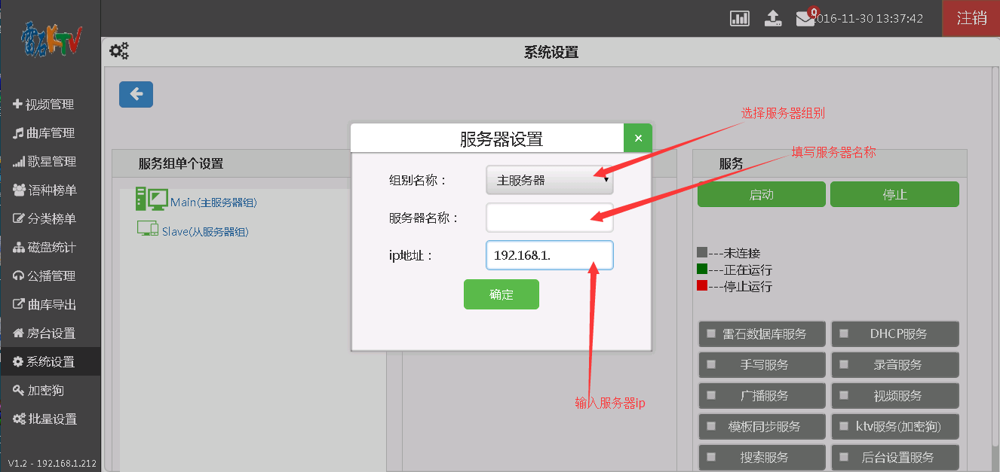 雷石KTV
0
016-11-30 13:37:42
注销
系统设置
视频管理
曲库管理
歌星管理
语种榜单
分类榜单
磁盘统计
公播管理
曲库导出
房台设置
系统设置
加密狗
批量设置
V1.2 - 192.168.1.212
服务组单个设置
Main(主服务器组)
Slave(从服务器组)
服务器设置
×
组别名称：
主服务器
服务器名称：
ip地址：
192.168.1.
确定
选择服务器组别
填写服务器名称
输入服务器ip
服务
启动
停止
---未连接
---正在运行
---停止运行
雷石数据库服务
DHCP服务
手写服务
录音服务
广播服务
视频服务
模板同步服务
ktv服务(加密狗)
搜索服务
后台设置服务